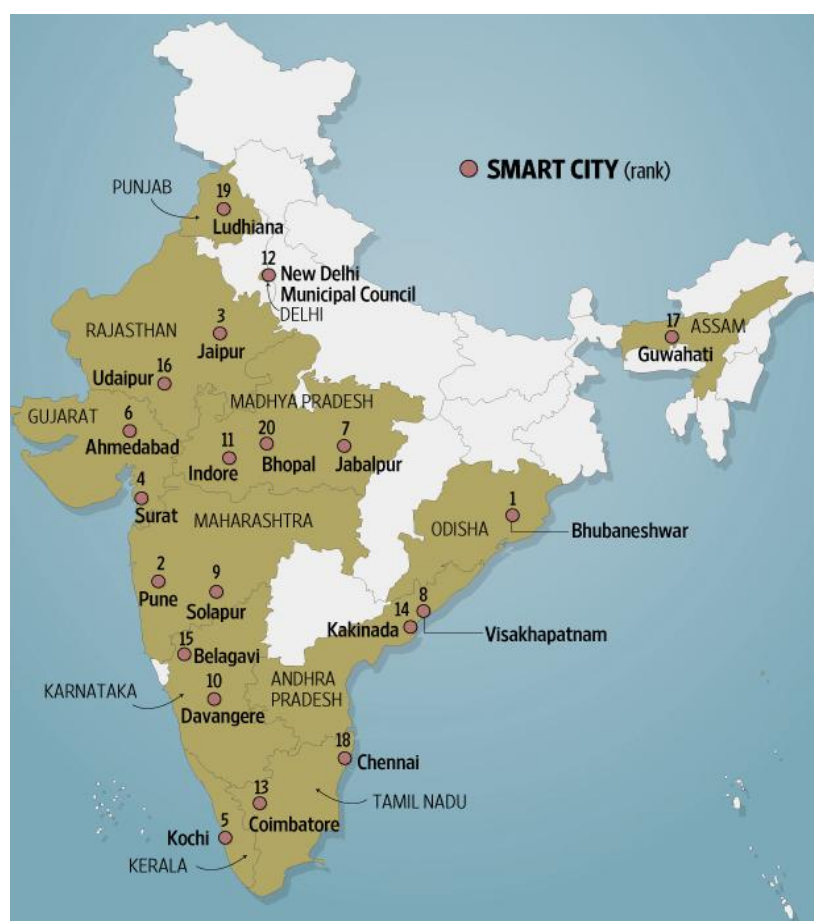 SMART CITY (rank)
PUNJAB
19
Ludhiana
12
New Delhi
Municipal Council
DELHI
RAJASTHAN
3
Jaipur
17
ASSAM
Guwahati
16
Udaipur
MADHYA PRADESH
GUJARAT
6
Ahmedabad
11
Indore
20
Bhopal
7
Jabalpur
4
Surat
MAHARASHTRA
ODISHA
1
Bhubaneshwar
2
Pune
9
Solapur
14
Kakinada
8
Visakhapatnam
15
Belagavi
KARNATAKA
10
Davangere
ANDHRA
PRADESH
18
Chennai
13
Coimbatore
TAMIL NADU
5
Kochi
KERALA